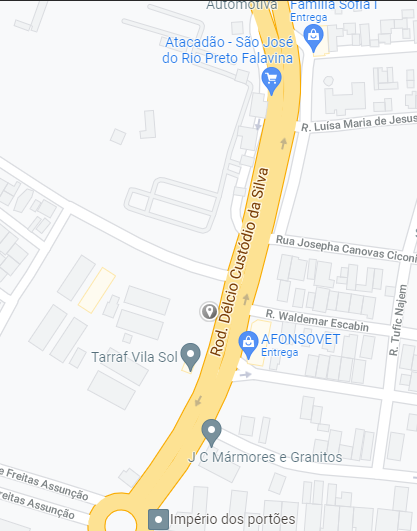 Automotiva
Família Sofia I
Entrega
Atacadão - São José
do Rio Preto Falavina
R. Luísa Maria de Jesus
Rod. Délcio Custódio da Silva
Rua Josepha Canovas Ciconi
R. Waldemar Escabin
R. Tufic Najem
AFONSOVET
Entrega
Tarraf Vila Sol
J C Mármores e Granitos
e Freitas Assunção
Freitas Assunção
Império dos portões